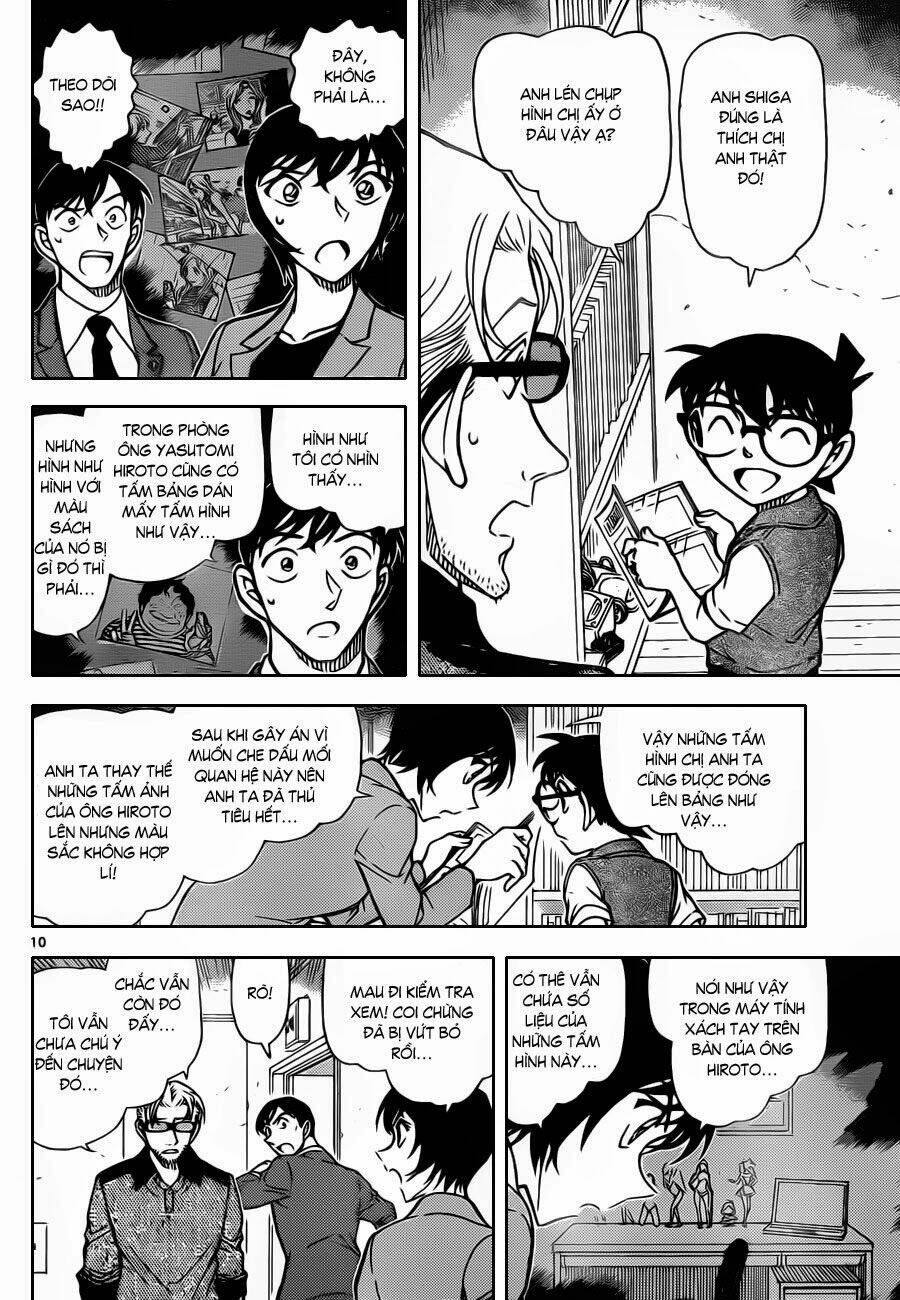 ANH SHIGA
ĐÚNG LÀ
THÍCH CHỊ
ANH THẬT
ĐÓ!
ANH LÉN CHỤP
HÌNH CHỊ ẤY Ở
ĐÂU VẬY Ạ?
ĐÂY,
KHÔNG
PHẢI LÀ...
THEO DÕI
SAO!!
HÌNH NHƯ
TÔI CÓ NHÌN
THẤY...
TRONG PHÒNG
ÔNG YASUTOMI
HIROTO CŨNG CÓ
TẤM BẢNG DÁN
MẤY TẤM HÌNH
NHƯ VẬY...
NHƯNG
HÌNH NHƯ
HÌNH VỚI
MÀU
SÁCH
CỦA NÓ BỊ
GÌ ĐÓ THÌ
PHẢI...
VẬY NHỮNG TẤM
HÌNH CHỊ ANH TA
CŨNG ĐƯỢC ĐÓNG
LÊN BẢNG NHƯ
VẬY...
SAU KHI GÂY ÁN VÌ
MUỐN CHE DẤU MỐI
QUAN HỆ NÀY NÊN
ANH TA ĐÃ THỦ
TIÊU HẾT...
ANH TA THAY THẾ
NHỮNG TẤM ẢNH
CỦA ÔNG HIROTO
LÊN NHƯNG MÀU
SẮC KHÔNG HỢP
LÍ!
10
NÓI NHƯ VẬY
TRONG MÁY TÍNH
XÁCH TAY TRÊN
BÀN CỦA ÔNG
HIROTO...
CÓ THỂ VẪN
CHỨA SỐ
LIỆU CỦA
NHỮNG TẤM
HÌNH NÀY...
MAU ĐI KIỂM TRA
XEM! COI CHỪNG
ĐÃ BỊ VỨT BỎ
RỒI...
RÕ!
CHẮC VẪN
CÒN ĐÓ
ĐẤY...
TÔI VẪN
CHƯA CHÚ Ý
ĐẾN CHUYỆN
ĐÓ...